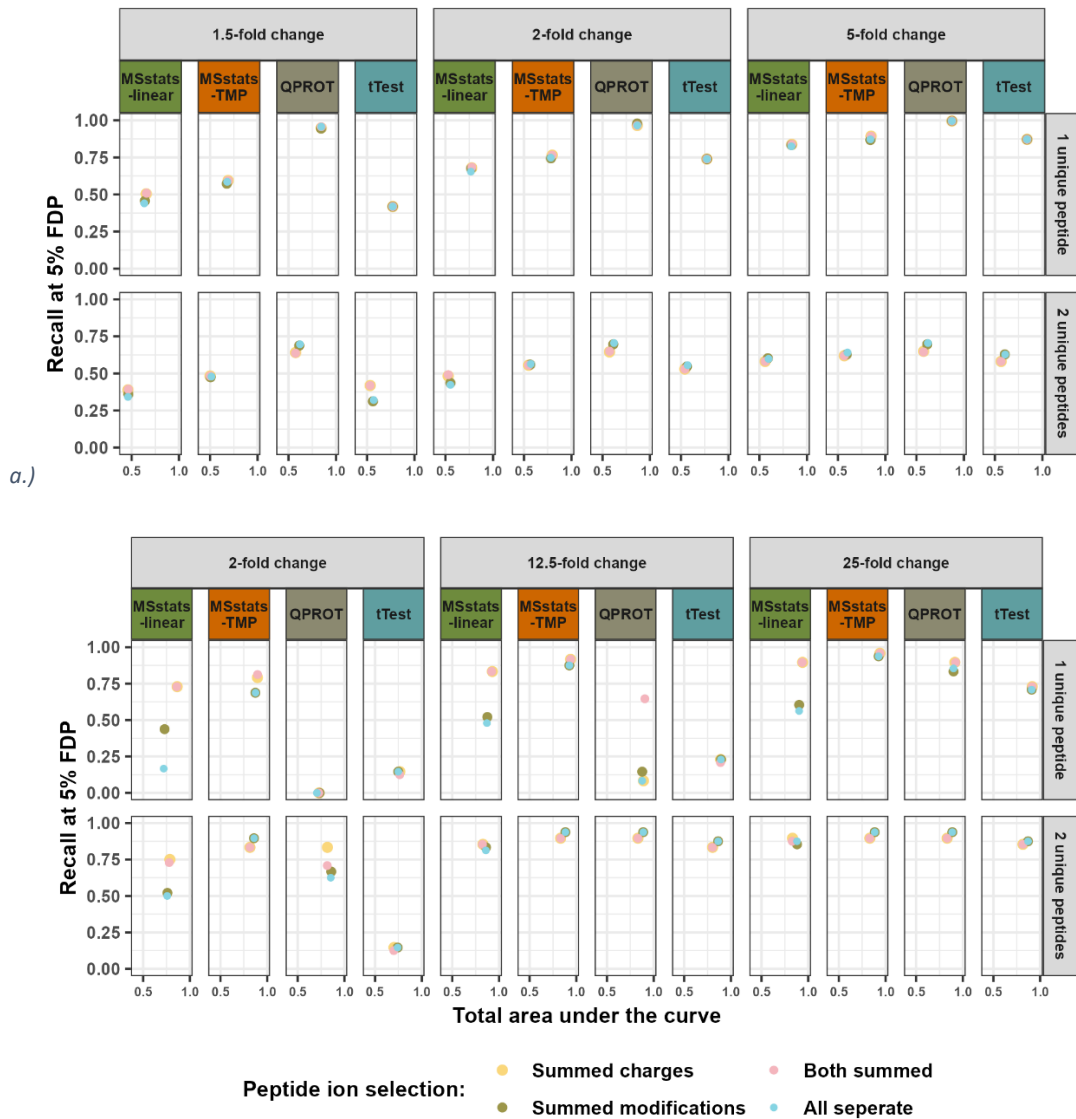 1.5-fold change 2-fold change 5-fold change
MSstats -linear MSstats -TMP QPROT tTest MSstats -linear MSstats -TMP QPROT tTest MSstats -linear MSstats -TMP QPROT tTest
Recall at 5% FDP
1.00
0.75
0.50
0.25
0.00
1 unique peptide
1.00
0.75
0.50
0.25
0.00
2 unique peptides
0.5 1.0 0.5 1.0 0.5 1.0 0.5 1.0 0.5 1.0 0.5 1.0 0.5 1.0 0.5 1.0 0.5 1.0 0.5 1.0 0.5 1.0 0.5 1.0
a.)
2-fold change 12.5-fold change 25-fold change
MSstats -linear MSstats -TMP QPROT tTest MSstats -linear MSstats -TMP QPROT tTest MSstats -linear MSstats -TMP QPROT tTest
Recall at 5% FDP
1.00
0.75
0.50
0.25
0.00
1 unique peptide
1.00
0.75
0.50
0.25
0.00
2 unique peptides
0.5 1.0 0.5 1.0 0.5 1.0 0.5 1.0 0.5 1.0 0.5 1.0 0.5 1.0 0.5 1.0 0.5 1.0 0.5 1.0 0.5 1.0 0.5 1.0
Total area under the curve
Peptide ion selection:
Summed charges
Both summed
Summed modifications
All seperate